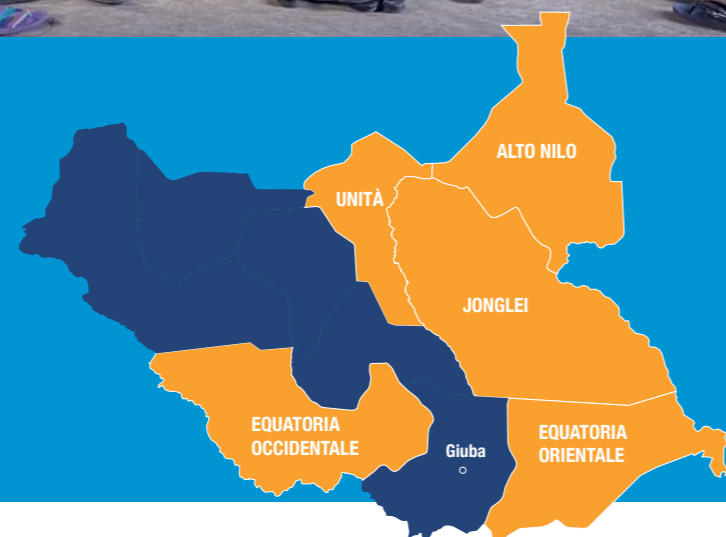 ALTO NILO
UNITÀ
JONGLEI
EQUATORIA
OCCIDENTALE
Giuba
EQUATORIA
ORIENTALE